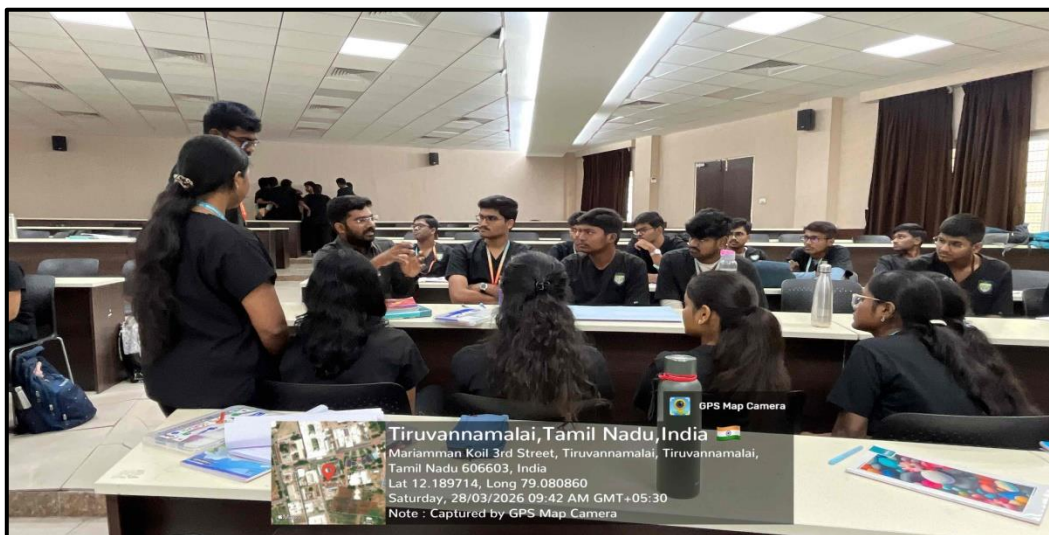 GPS Map Camera
Tiruvannamalai,Tamil Nadu,India
Mariamman Koil 3rd Street, Tiruvannamalai, Tiruvannamalai,
Tamil Nadu 606603, India
Lat 12.189714, Long 79.080860
Saturday, 28/03/2026 09:42 AM GMT+05:30
Note : Captured by GPS Map Camera